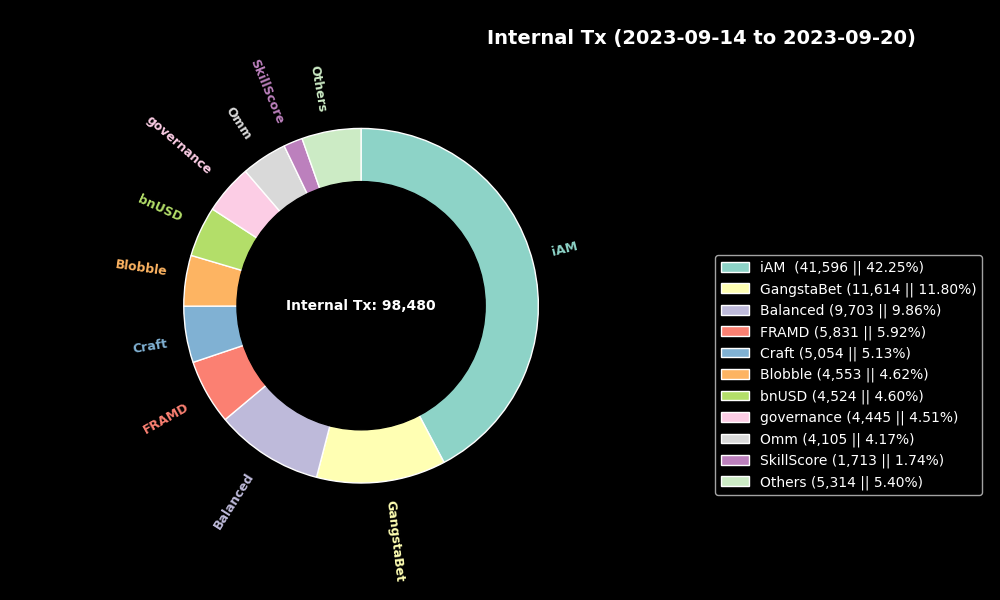 Internal Tx (2023-09-14 to 2023-09-20)
Others
SkillScore
Omm
governance
bnUSD
Blobble
Craft
FRAMD
Balanced
GangstaBet
iAM
Internal Tx: 98,480
iAM  (41,596 || 42.25%)
GangstaBet (11,614 || 11.80%)
Balanced (9,703 || 9.86%)
FRAMD (5,831 || 5.92%)
Craft (5,054 || 5.13%)
Blobble (4,553 || 4.62%)
bnUSD (4,524 || 4.60%)
governance (4,445 || 4.51%)
Omm (4,105 || 4.17%)
SkillScore (1,713 || 1.74%)
Others (5,314 || 5.40%)